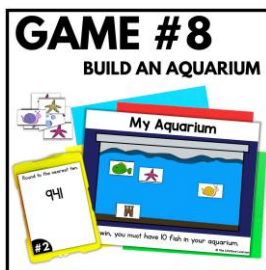 GAME #8
BUILD AN AQUARIUM
My Aquarium
Round to the nearest ten.
941
#2
win, you must have 10 fish in your aquarium.